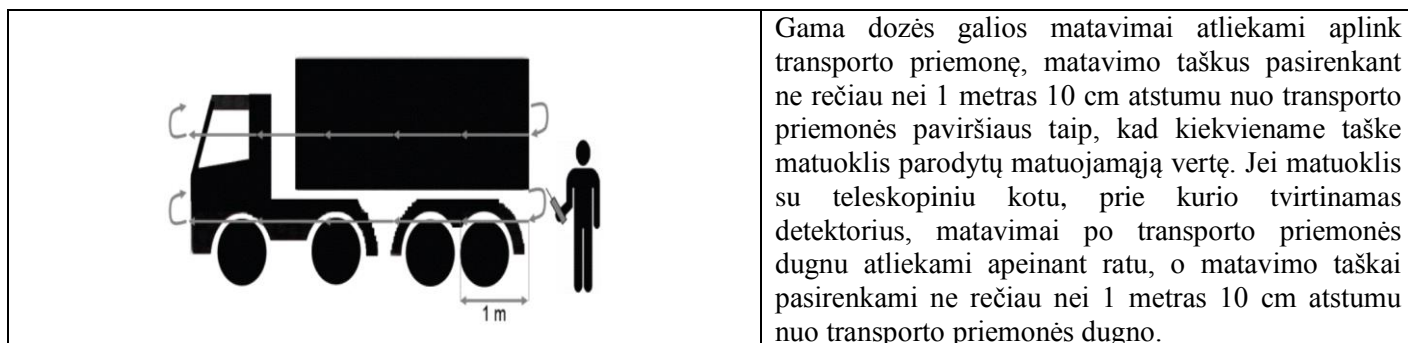 Gama dozės galios matavimai atliekami aplink
transporto priemonę, matavimo taškus pasirenkant
ne rečiau nei 1 metras 10 cm atstumu nuo transporto
priemonės paviršiaus taip, kad kiekviename taške
matuoklis parodytų matuojamąją vertę. Jei matuoklis
su teleskopiniu kotu, prie kurio tvirtinamas
detektorius, matavimai po transporto priemonės
dugnu atliekami apeinant ratu, o matavimo taškai
pasirenkami ne rečiau nei 1 metras 10 cm atstumu
nuo transporto priemonės dugno.
1 m